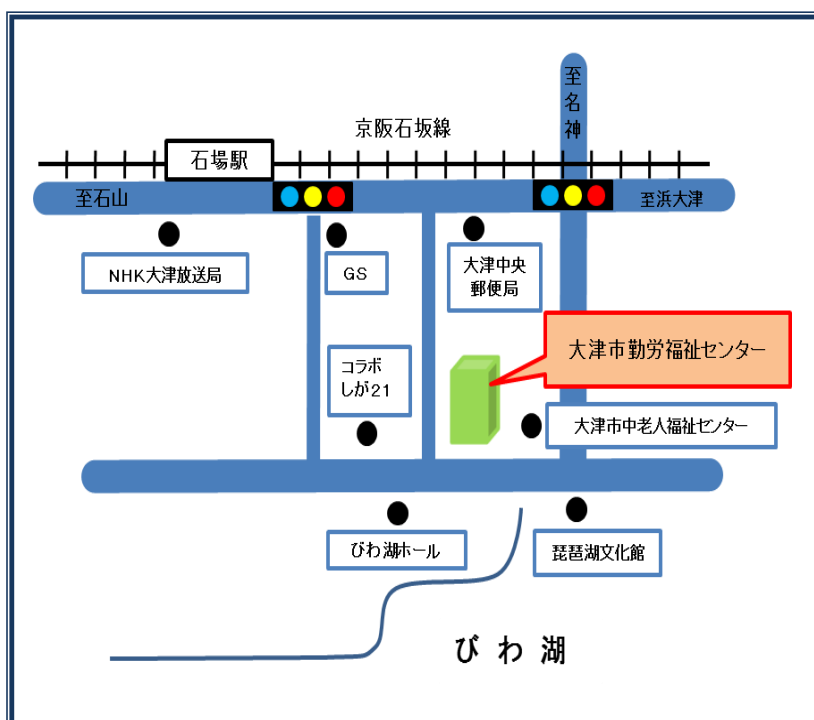 至名神
京阪石坂線
石場駅
至石山
至浜大津
NHK大津放送局
GS
大津中央
郵便局
大津市勤労福祉センター
コラボ
しが21
大津市中老人福祉センター
びわ湖ホール
琵琶湖文化館
びわ湖